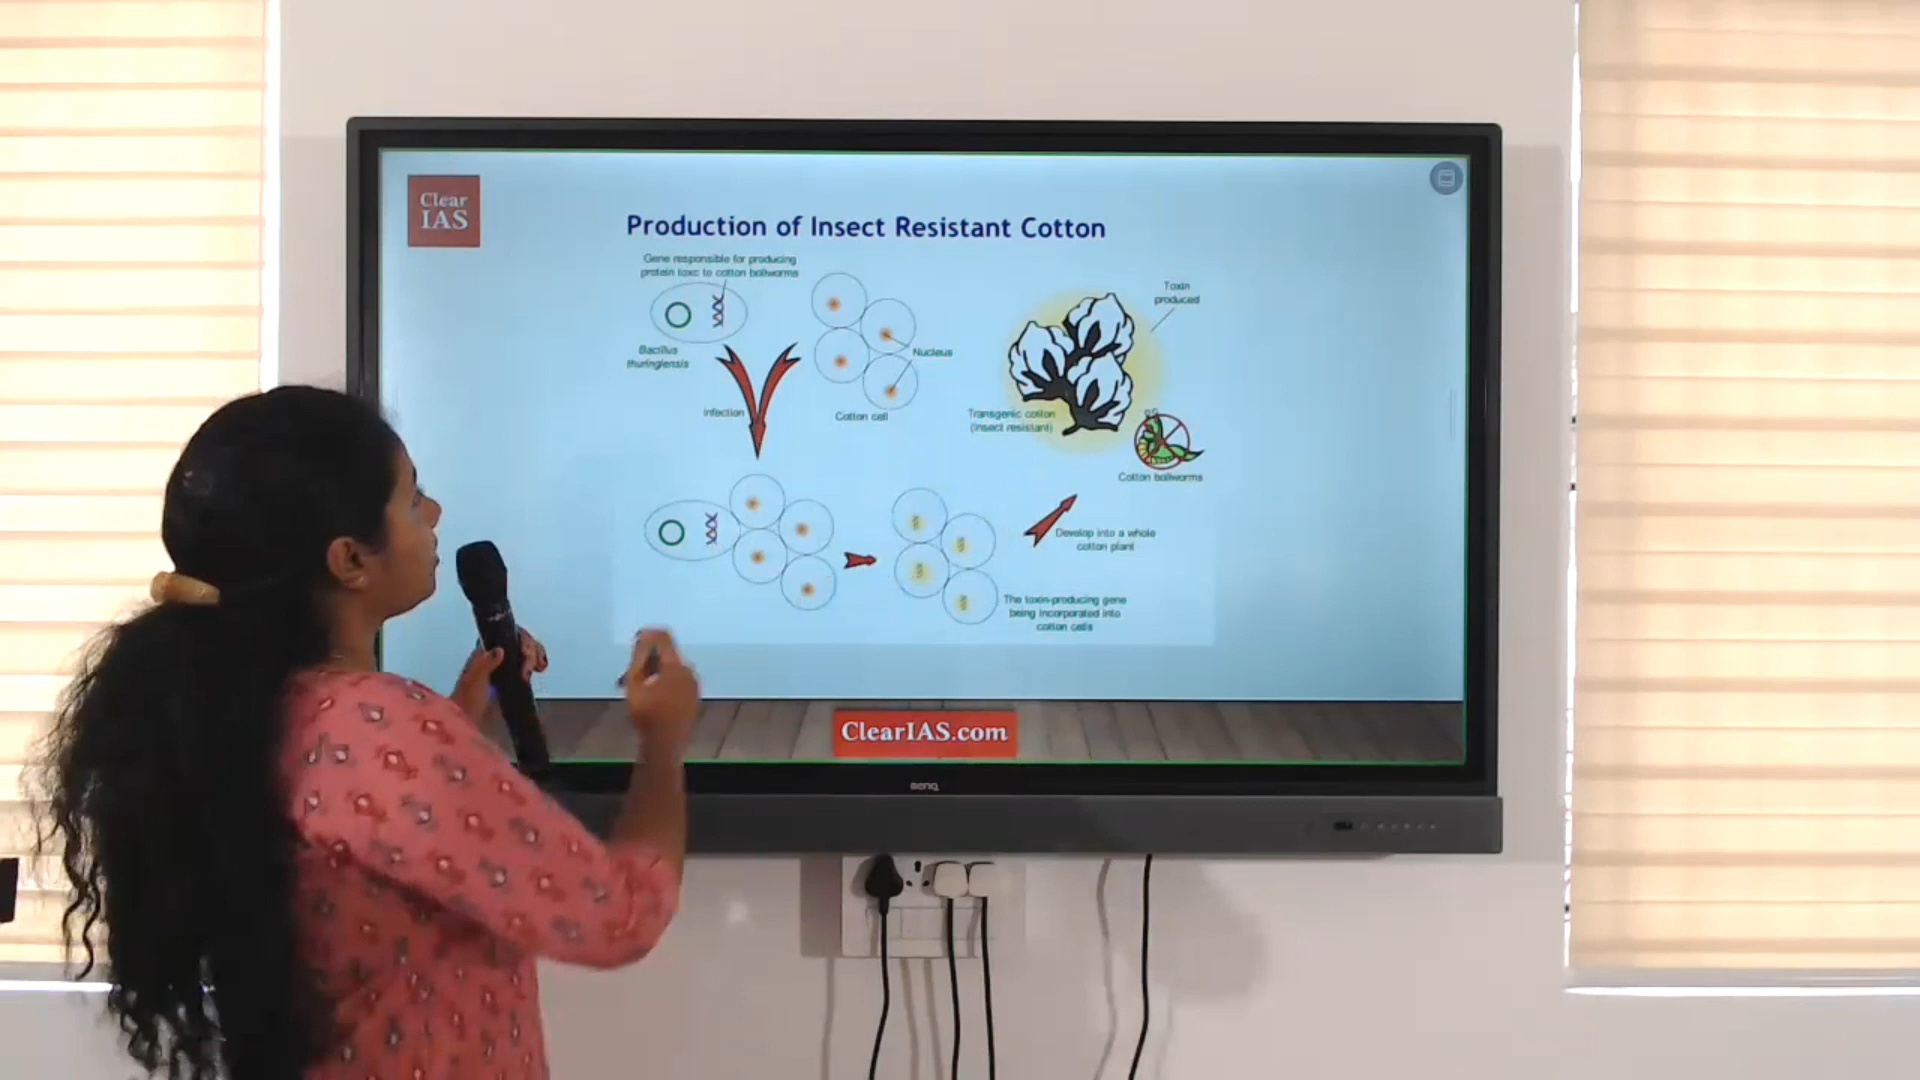 Clear
IAS
Production of Insect Resistant Cotton
Gene responsible for producing
protein toxc to cotton bollworms
Bacillus
thuringlensis
Infection
Nucleus
Cotton cell
Toxin
produced
Transgenic cotton
(insect resistant)
Cotton bollworms
Develop into a whole
cotton plant
The toxin-producing gene
being incorporated into
cotton cells
ClearIAS.com
BenQ